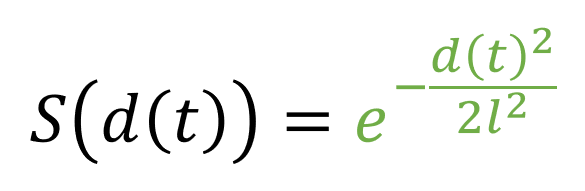 S(d(t)) = e^{-\frac{d(t)^2}{2l^2}}